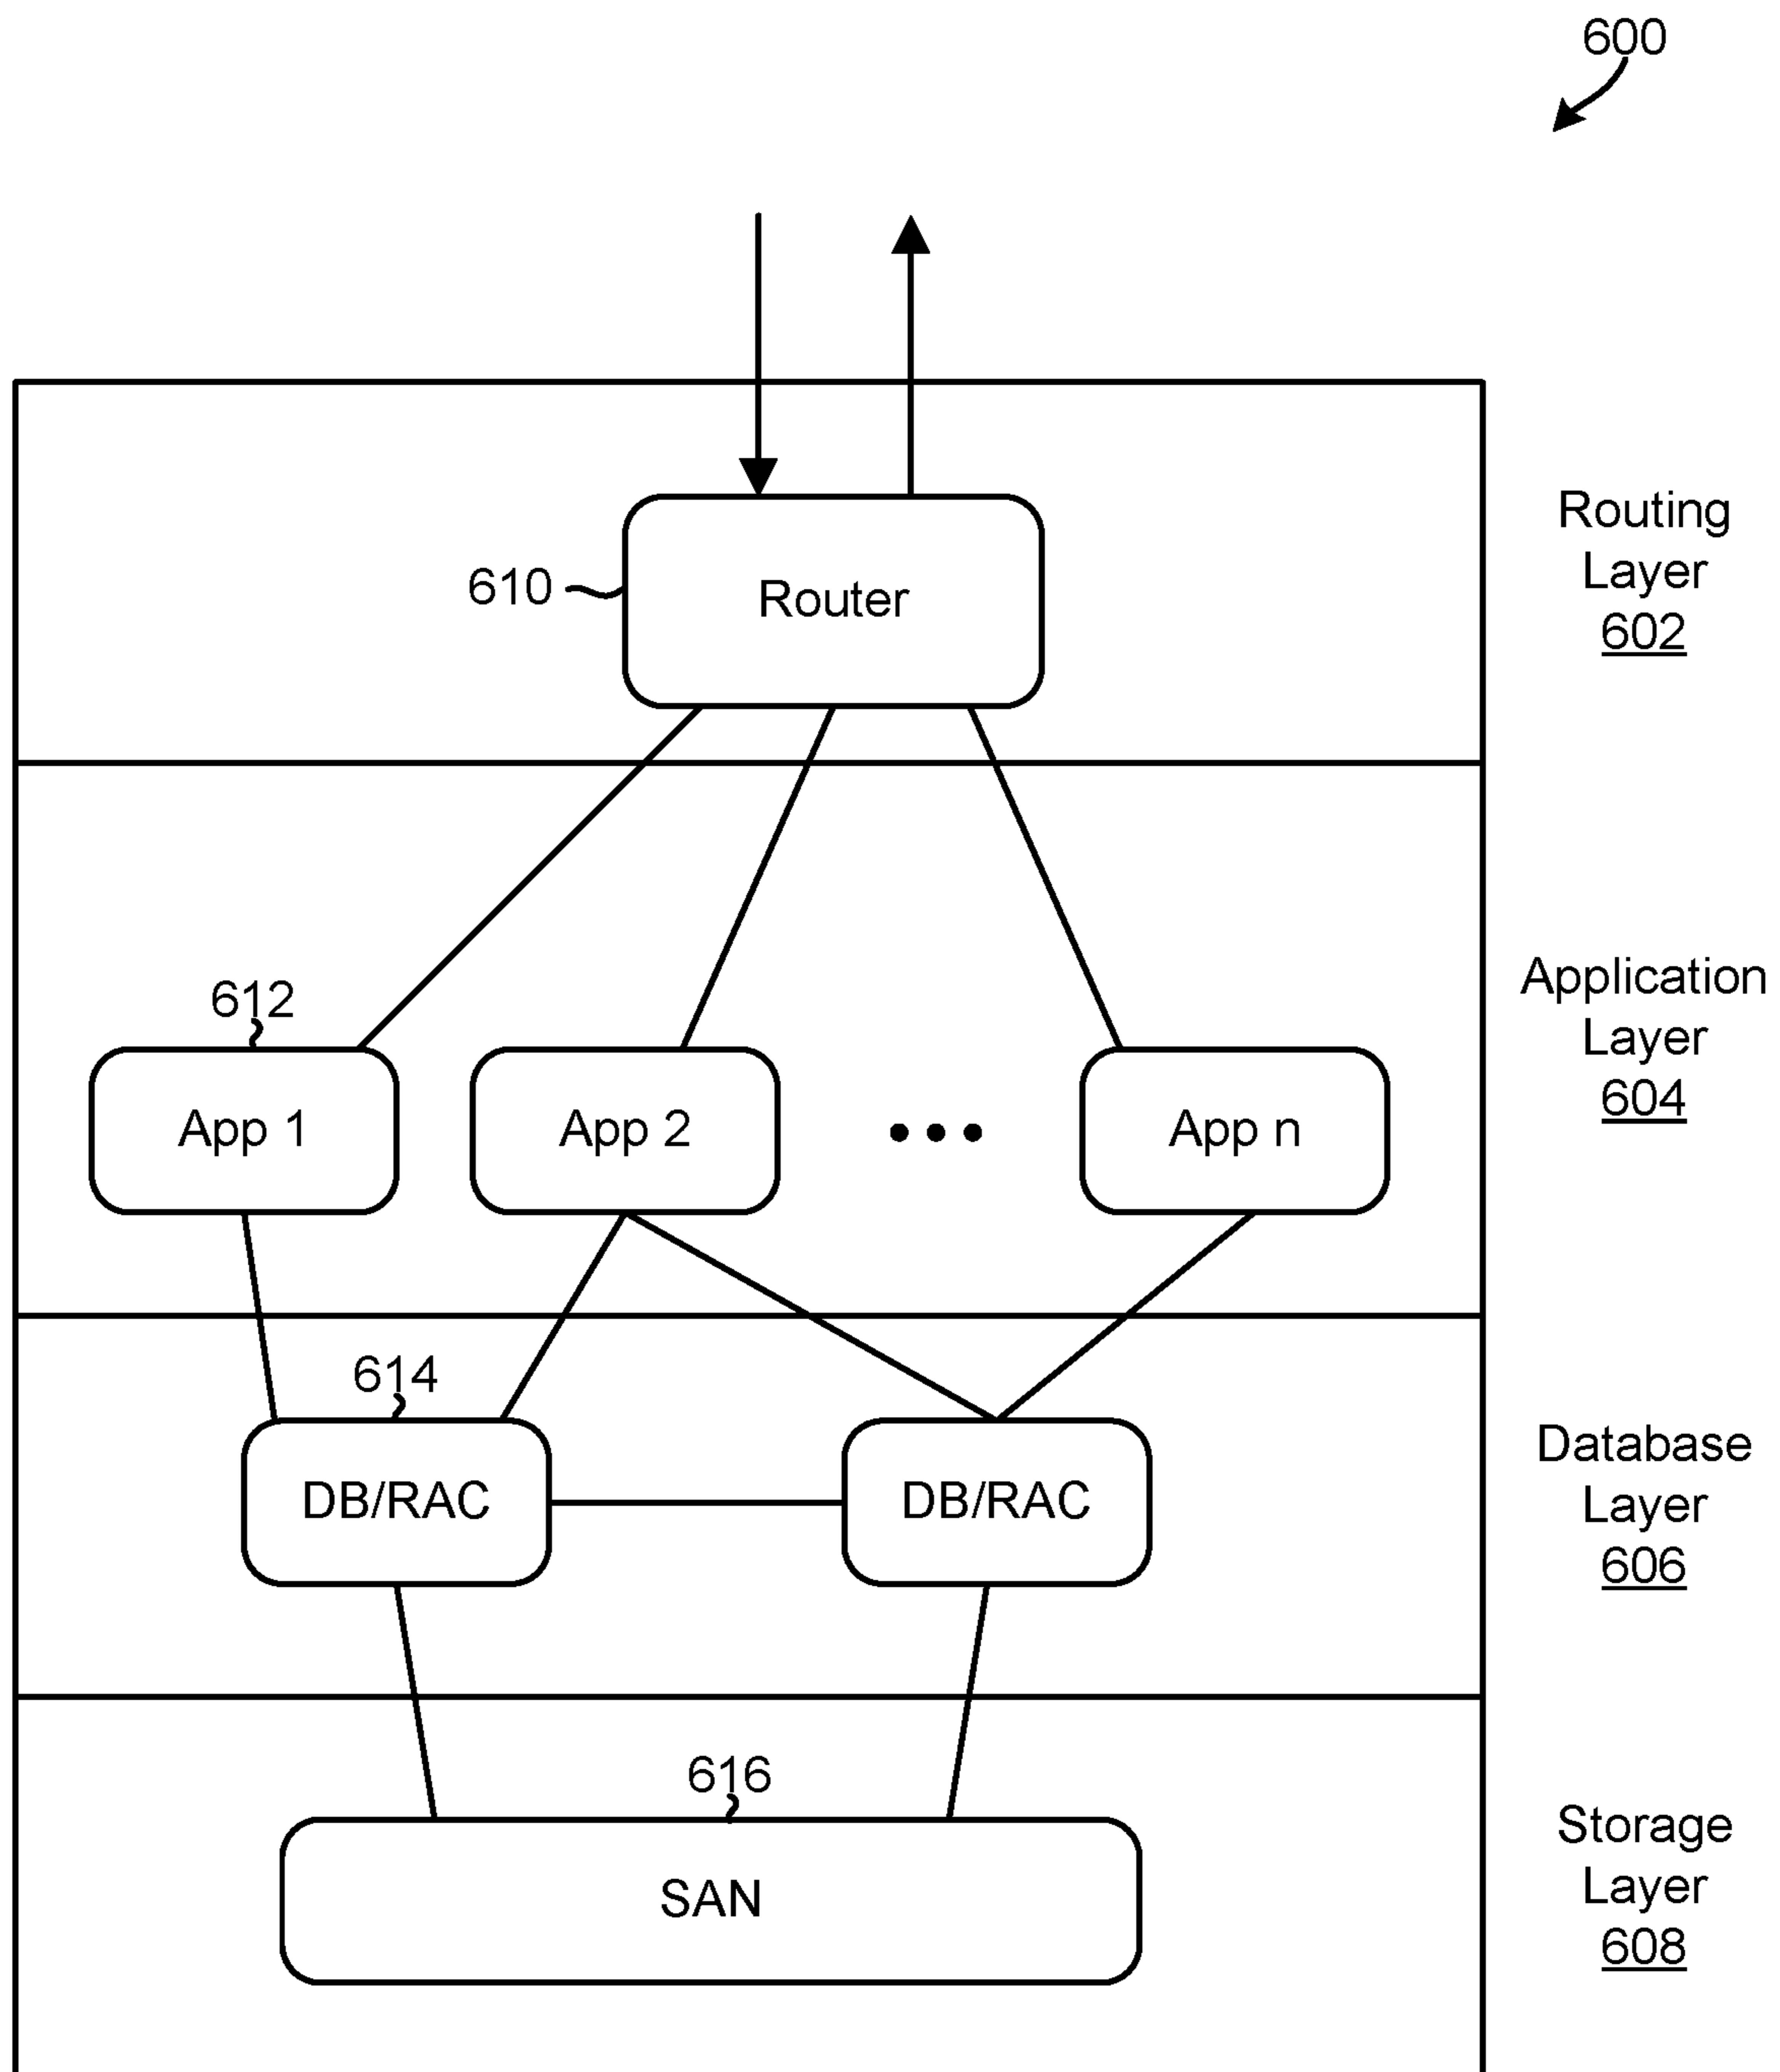 600
Router
610
Routing
Layer
602
612
App 1
App 2
App n
Application
Layer
604
614
DB/RAC
DB/RAC
Database
Layer
606
616
SAN
Storage
Layer
608